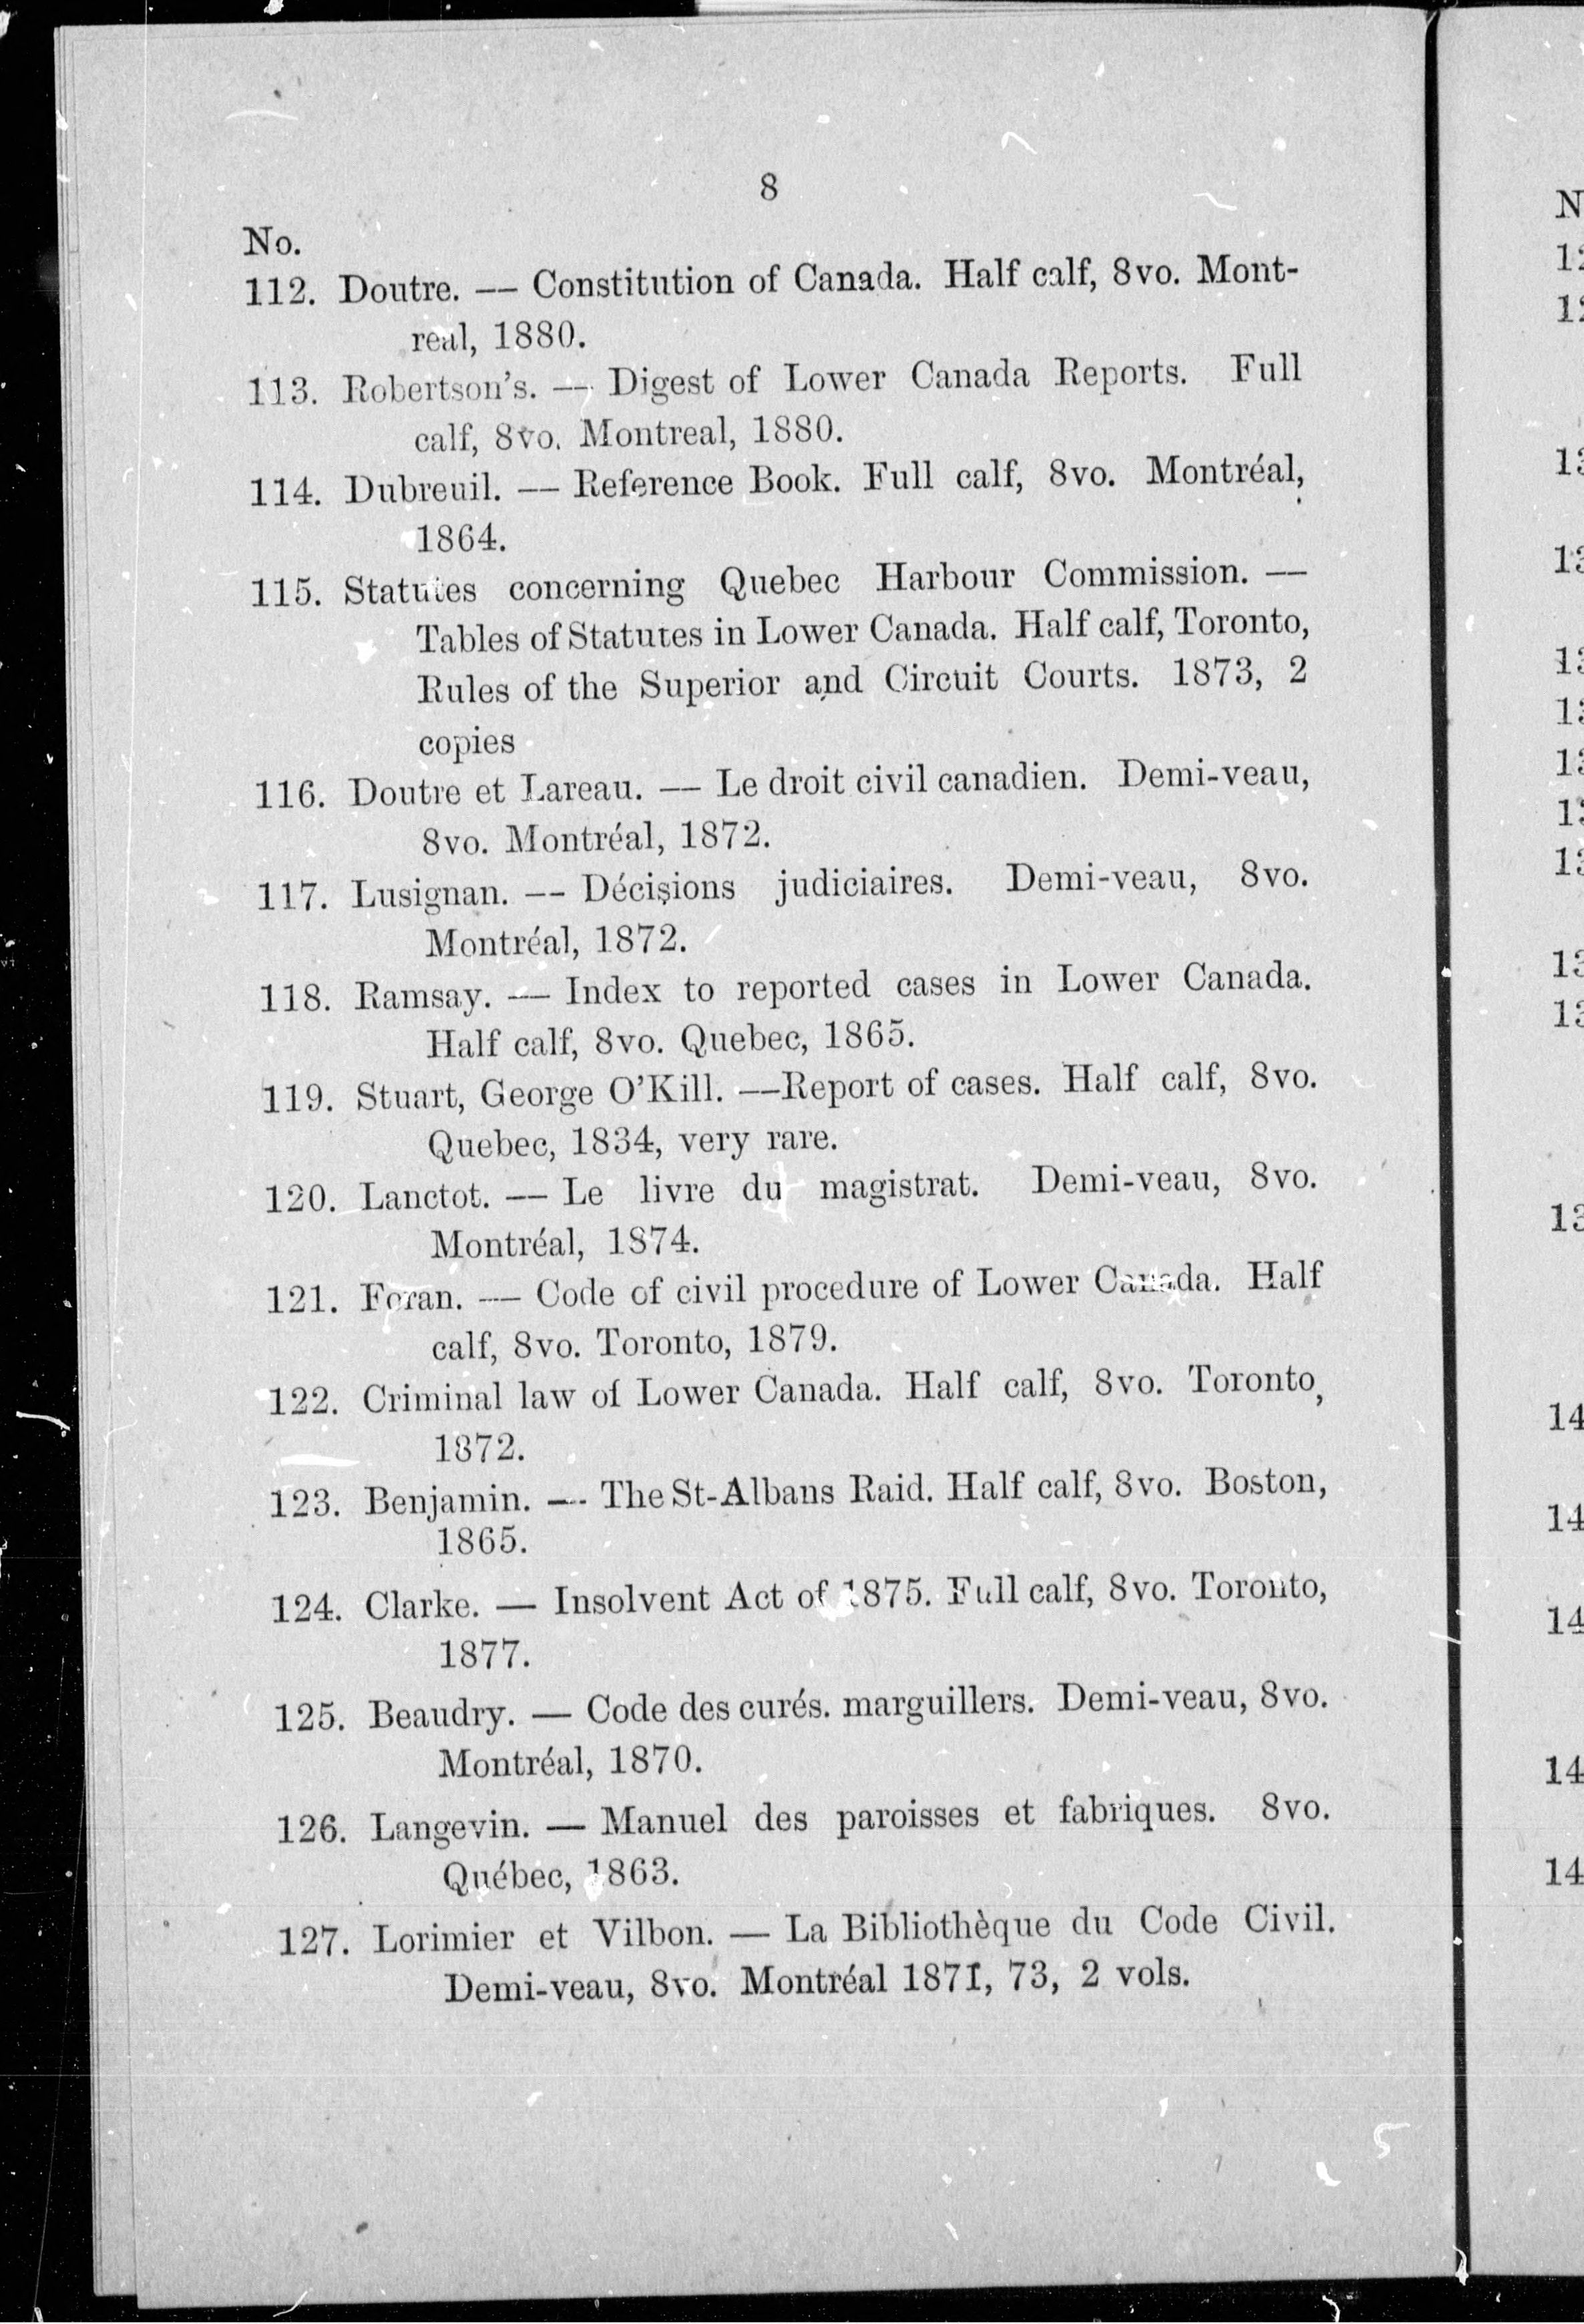 8
No.
112. Doutre. — Constitution of Canada. Half calf, 8vo. Mont-
real, 1880.
113. Robertson's. — Digest of Lower Canada Reports. Full
calf, 8vo. Montreal, 1880.
114. Dubreuil. — Reference Book. Full calf, 8vo. Montréal,
1864.
115. Statutes concerning Quebec Harbour Commission. —
Tables of Statutes in Lower Canada. Half calf, Toronto,
Rules of the Superior and Circuit Courts. 1873, 2
copies
116. Doutre et Lareau. — Le droit civil canadien. Demi-veau,
8vo. Montréal, 1872.
117. Lusignan. — Décisions judiciaires. Demi-veau, 8vo.
Montréal, 1872.
118. Ramsay. — Index to reported cases in Lower Canada.
Half calf, 8vo. Quebec, 1865.
119. Stuart, George O'Kill. —Report of cases. Half calf, 8vo.
Quebec, 1834, very rare.
120. Lanctot. — Le livre du magistrat. Demi-veau, 8vo.
Montréal, 1874.
121. Foran. — Code of civil procedure of Lower Canada. Half
calf, 8vo. Toronto, 1879.
122. Criminal law of Lower Canada. Half calf, 8vo. Toronto,
1872.
123. Benjamin. — The St-Albans Raid. Half calf, 8vo. Boston,
1865.
124. Clarke. — Insolvent Act of 1875. Full calf, 8vo. Toronto,
1877.
125. Beaudry. — Code des curés. marguillers. Demi-veau, 8vo.
Montréal, 1870.
126. Langevin. — Manuel des paroisses et fabriques. 8vo.
Québec, 1863.
127. Lorimier et Vilbon. — La Bibliothèque du Code Civil.
Demi-veau, 8vo. Montréal 1871, 73, 2 vols.